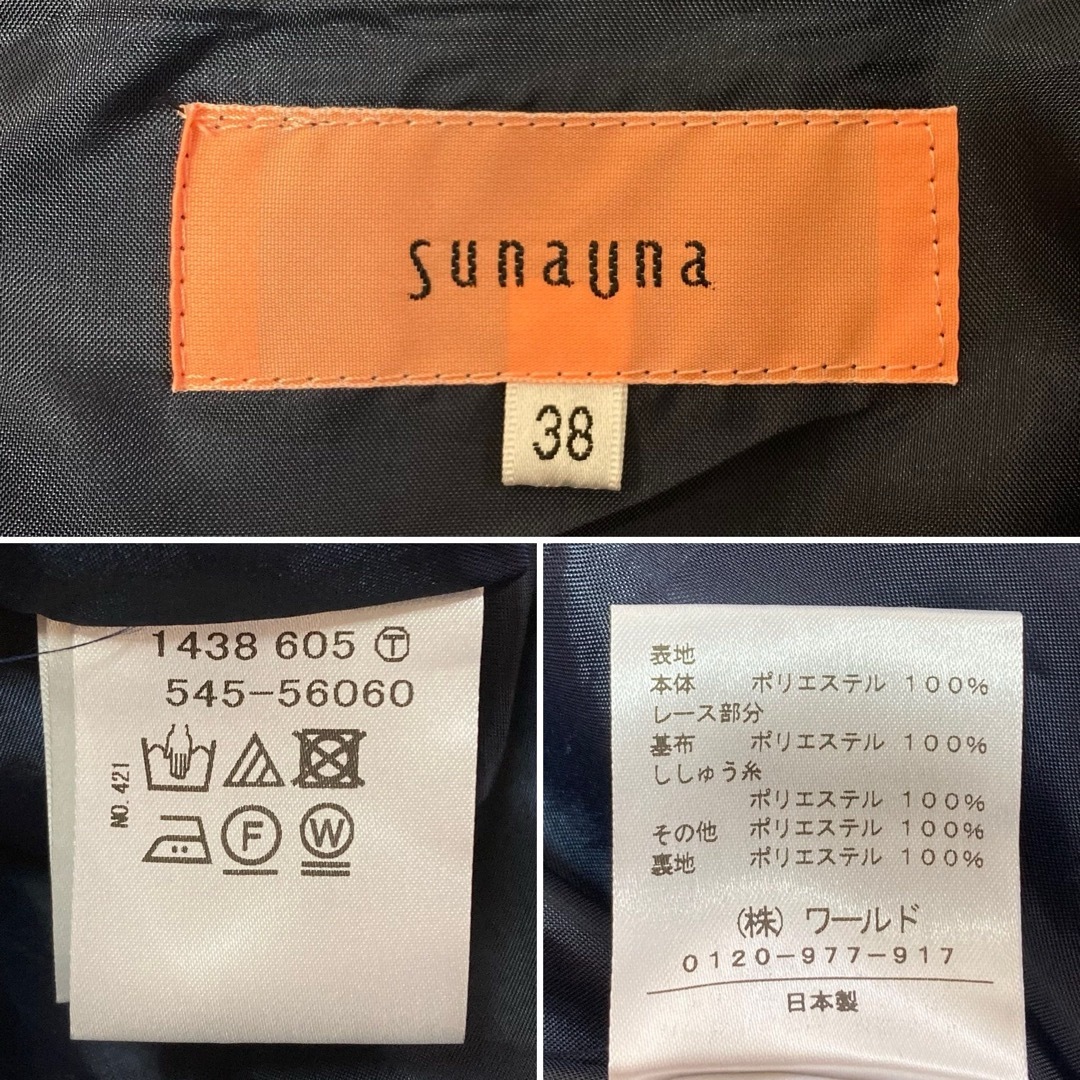 sunauna
38
1438 605 Ⓣ
545-56060
NO. 421
F W
表地
本体 ポリエステル 100%
レース部分
基布 ポリエステル 100%
ししゅう糸
ポリエステル 100%
その他 ポリエステル 100%
裏地 ポリエステル 100%
(株) ワールド
0120-977-917
日本製